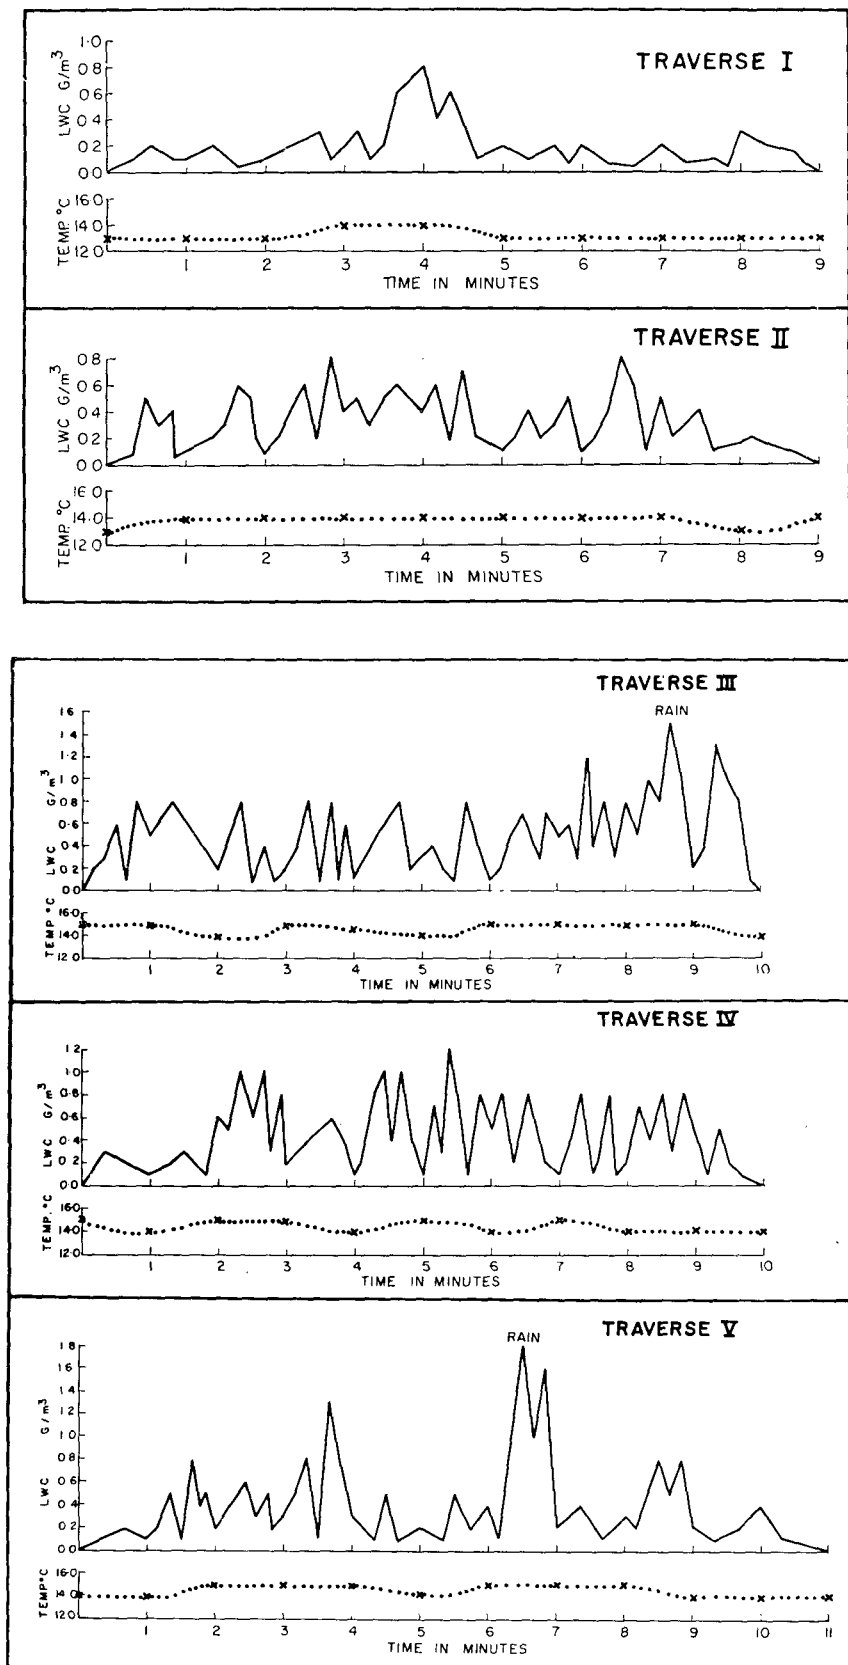 TRAVERSE I
LWC G/m³
1·0
0·8
0·6
0·4
0·2
0·0
TEMP. °C
16·0
14·0
12·0
1 2 3 4 5 6 7 8 9
TIME IN MINUTES
TRAVERSE II
LWC G/m³
0·8
0·6
0·4
0·2
0·0
TEMP. °C
16·0
14·0
12·0
1 2 3 4 5 6 7 8 9
TIME IN MINUTES
TRAVERSE III
RAIN
LWC G/m³
1·6
1·4
1·2
1·0
0·8
0·6
0·4
0·2
0·0
TEMP °C
16·0
14·0
12·0
1 2 3 4 5 6 7 8 9 10
TIME IN MINUTES
TRAVERSE IV
LWC G/m³
1·2
1·0
0·8
0·6
0·4
0·2
0·0
TEMP. °C
16·0
14·0
12·0
1 2 3 4 5 6 7 8 9 10
TIME IN MINUTES
TRAVERSE V
RAIN
LWC G/m³
1·8
1·6
1·4
1·2
1·0
0·8
0·6
0·4
0·2
0·0
TEMP°C
16·0
14·0
12·0
1 2 3 4 5 6 7 8 9 10 11
TIME IN MINUTES